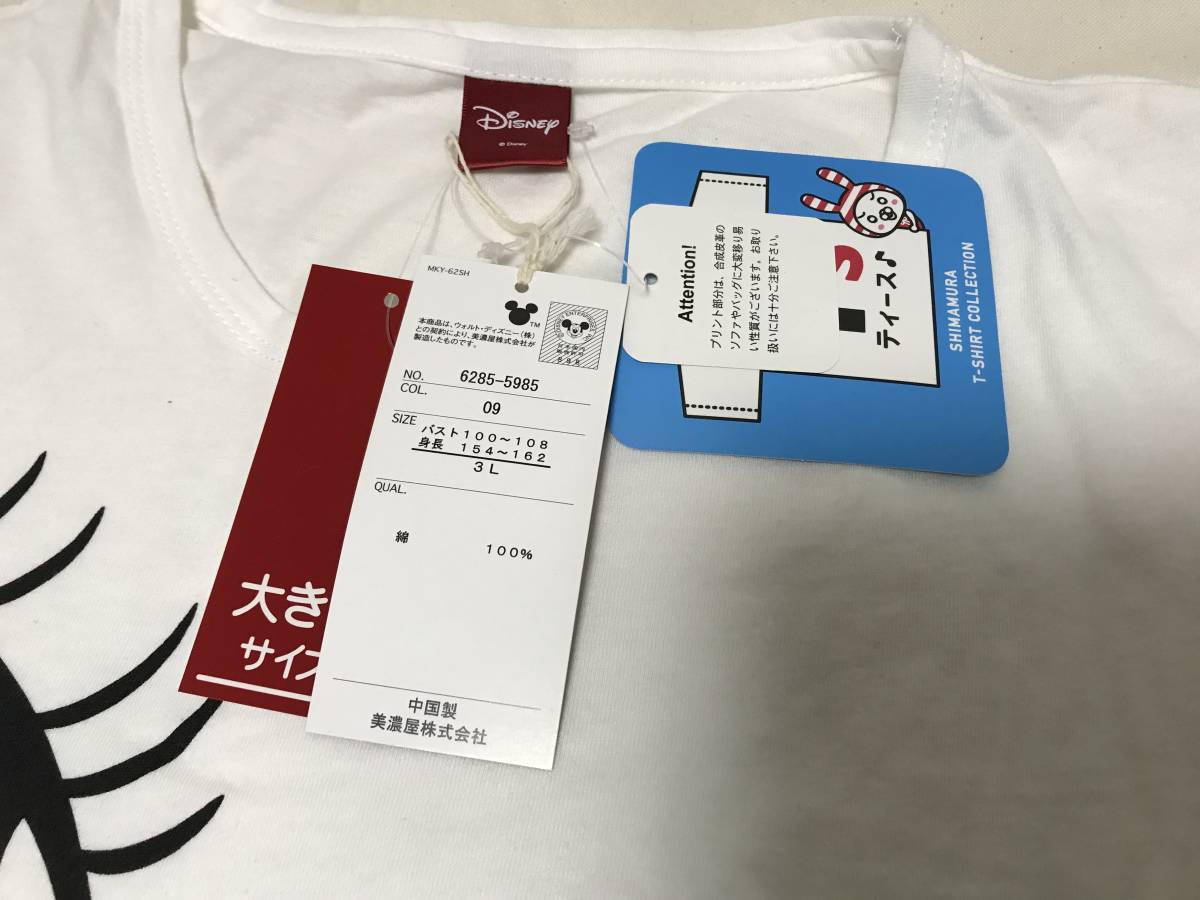 DISNEY
© Disney
MKY-62SH
TM
本商品は、ウォルト・ディズニー(株)
との契約により、美濃屋株式会社が
製造したものです。
NO. 6285-5985
COL. 09
SIZE
バスト100~108
身長 154~162
3L
QUAL.
綿 100%
中国製
美濃屋株式会社
大き
サイズ
Attention!
プリント部分は、合成皮革の
ソファやバッグに大変移り易
い性質がございます。お取り
扱いには十分ご注意下さい。
ティーズ♪
SHIMAMURA
T-SHIRT COLLECTION